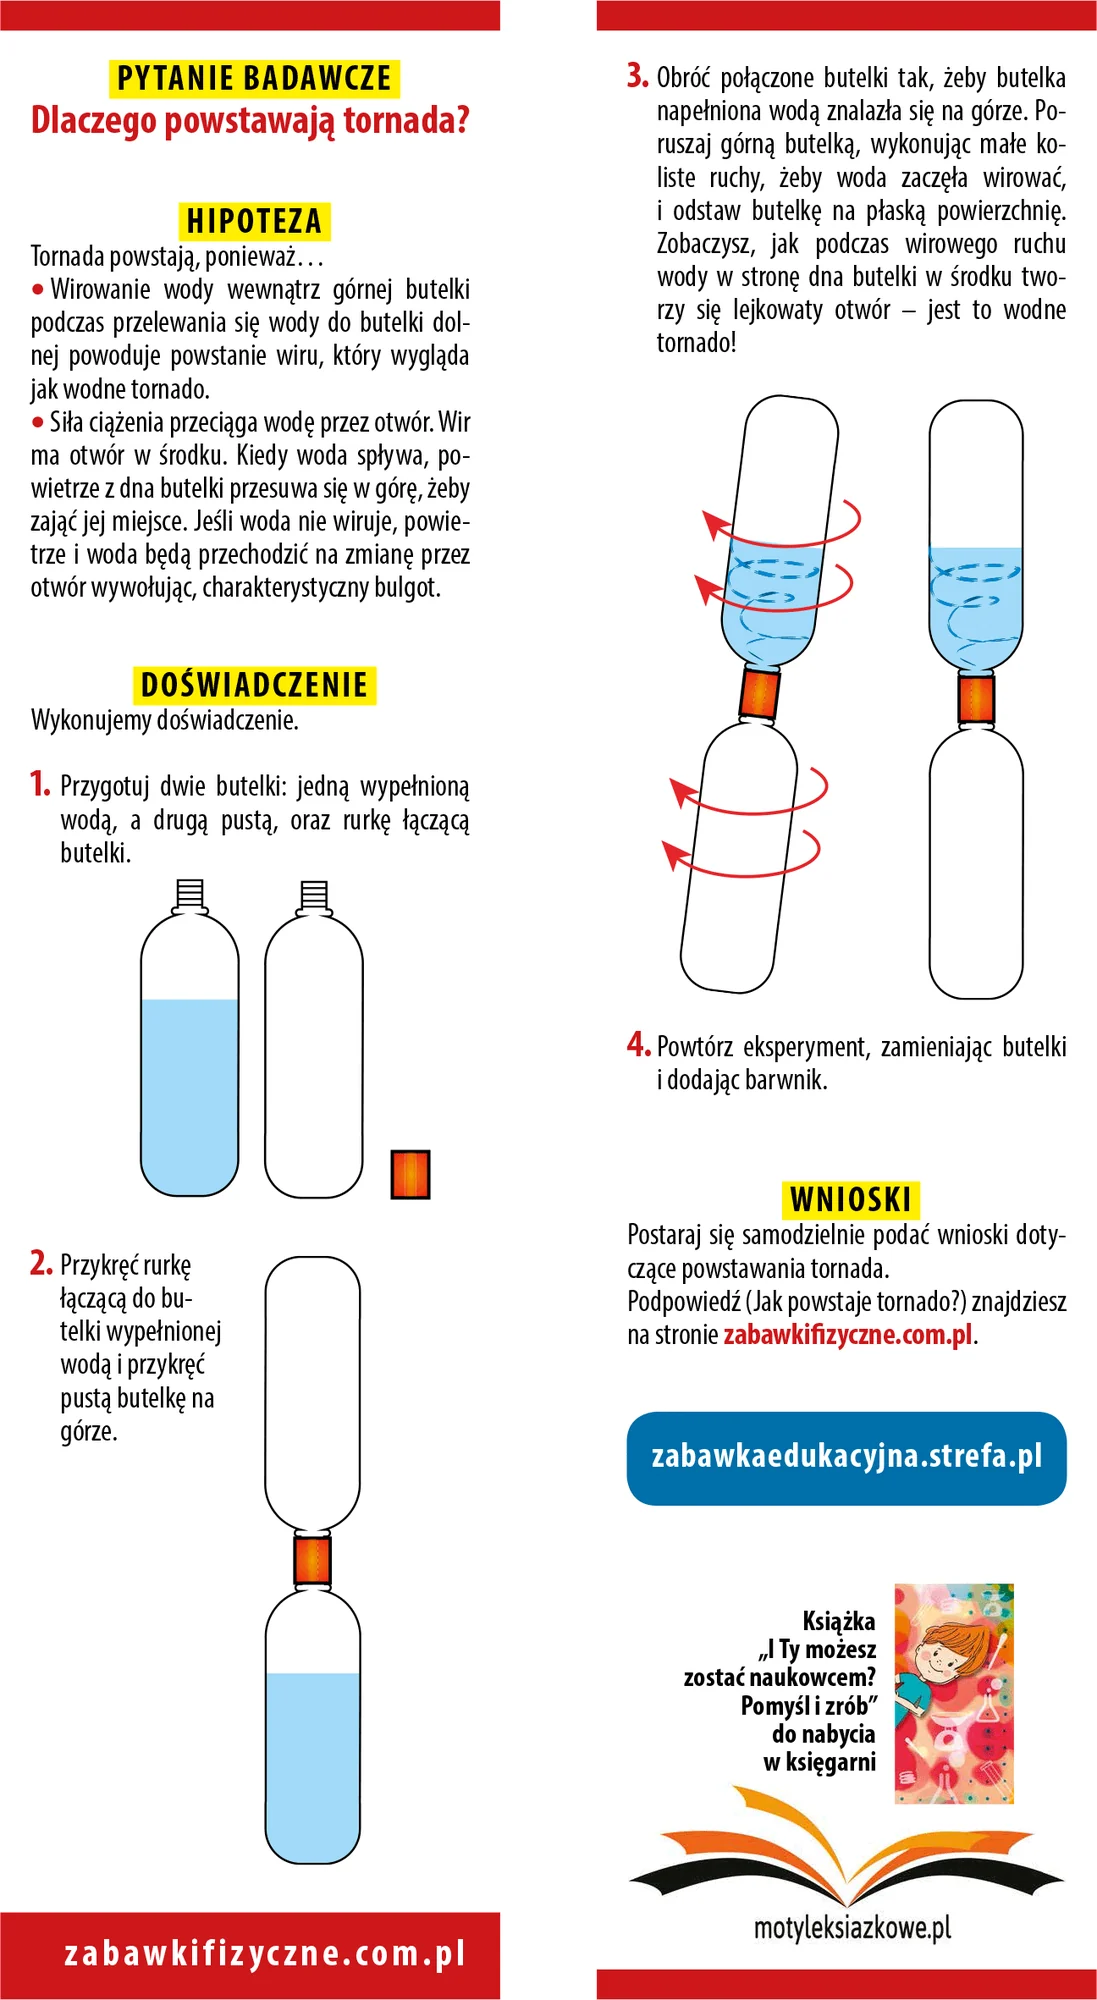 PYTANIE BADAWCZE
Dlaczego powstawają tornada?
HIPOTEZA
Tornada powstają, ponieważ…
• Wirowanie wody wewnątrz górnej butelki
podczas przelewania się wody do butelki dol-
nej powoduje powstanie wiru, który wygląda
jak wodne tornado.
• Siła ciążenia przeciąga wodę przez otwór. Wir
ma otwór w środku. Kiedy woda spływa, po-
wietrze z dna butelki przesuwa się w górę, żeby
zająć jej miejsce. Jeśli woda nie wiruje, powie-
trze i woda będą przechodzić na zmianę przez
otwór wywołując, charakterystyczny bulgot.
DOŚWIADCZENIE
Wykonujemy doświadczenie.
1. Przygotuj dwie butelki: jedną wypełnioną
wodą, a drugą pustą, oraz rurkę łączącą
butelki.
2. Przykręć rurkę
łączącą do bu-
telki wypełnionej
wodą i przykręć
pustą butelkę na
górze.
zabawkifizyczne.com.pl
3. Obróć połączone butelki tak, żeby butelka
napełniona wodą znalazła się na górze. Po-
ruszaj górną butelką, wykonując małe ko-
liste ruchy, żeby woda zaczęła wirować,
i odstaw butelkę na płaską powierzchnię.
Zobaczysz, jak podczas wirowego ruchu
wody w stronę dna butelki w środku two-
rzy się lejkowaty otwór – jest to wodne
tornado!
4. Powtórz eksperyment, zamieniając butelki
i dodając barwnik.
WNIOSKI
Postaraj się samodzielnie podać wnioski doty-
czące powstawania tornada.
Podpowiedź (Jak powstaje tornado?) znajdziesz
na stronie zabawkifizyczne.com.pl.
zabawkaedukacyjna.strefa.pl
Książka
„I Ty możesz
zostać naukowcem?
Pomyśl i zrób”
do nabycia
w księgarni
motyleksiazkowe.pl